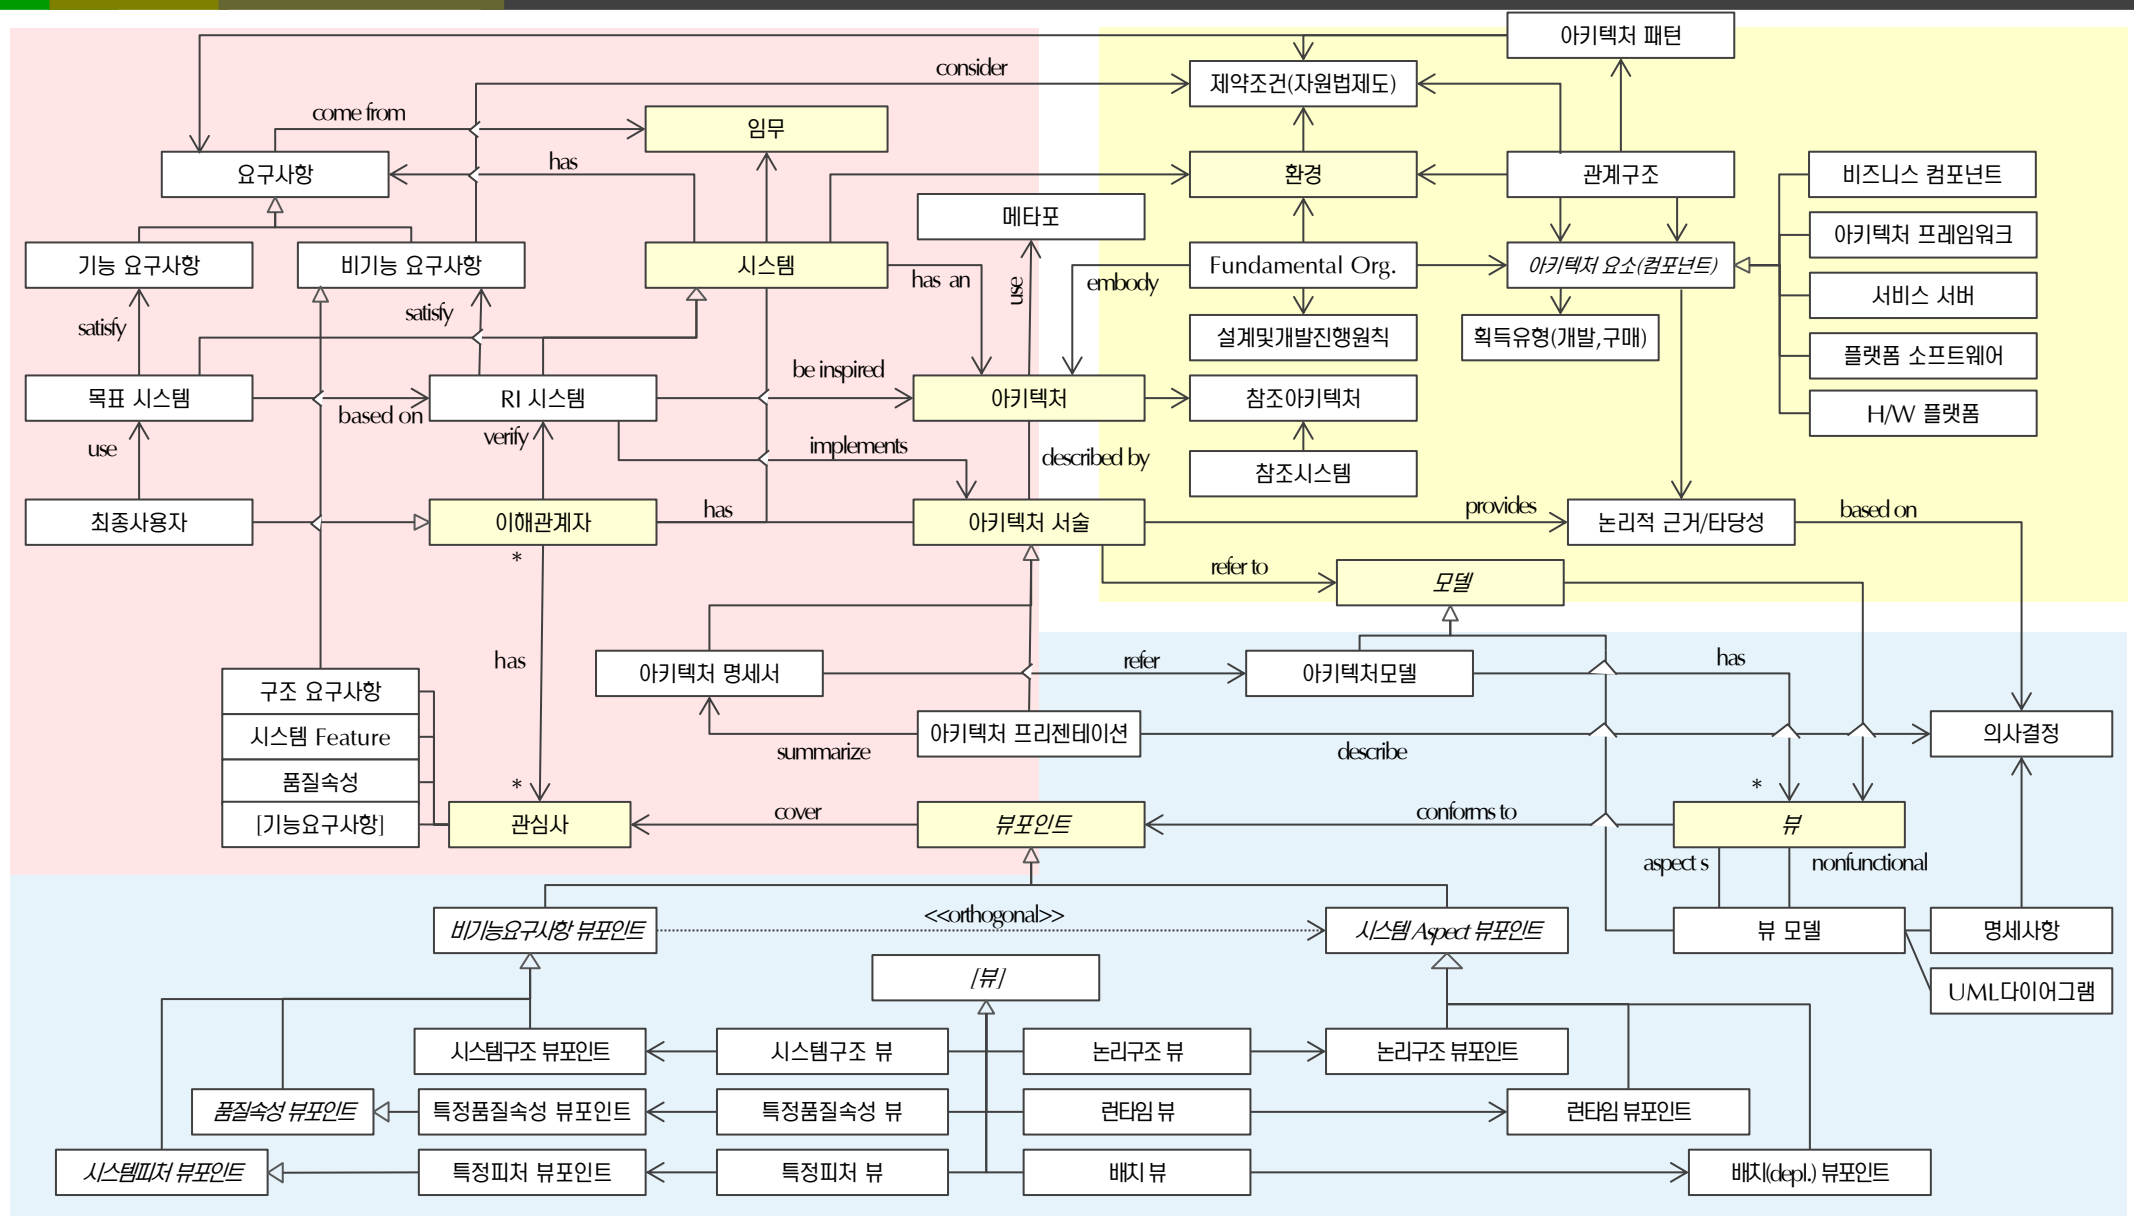 아키텍처 패턴
consider
제약조건(자원법제도)
come from
임무
요구사항
has
환경
관계구조
비즈니스 컴포넌트
메타포
아키텍처 프레임워크
기능 요구사항
비기능 요구사항
시스템
has an
use
embody
Fundamental Org.
아키텍처 요소(컴포넌트)
서비스 서버
satisfy
satisfy
설계및개발진행원칙
획득유형(개발,구매)
플랫폼 소프트웨어
목표 시스템
based on
RI 시스템
be inspired
아키텍처
참조아키텍처
H/W 플랫폼
use
verify
implements
described by
참조시스템
최종사용자
이해관계자
has
아키텍처 서술
provides
논리적 근거/타당성
based on
*
refer to
모델
has
아키텍처 명세서
refer
아키텍처모델
has
구조 요구사항
시스템 Feature
품질속성
[기능요구사항]
summarize
아키텍처 프리젠테이션
describe
의사결정
*
*
관심사
cover
뷰포인트
conforms to
뷰
aspect s
nonfunctional
비기능요구사항 뷰포인트
<<orthogonal>>
시스템 Aspect 뷰포인트
뷰 모델
명세사항
[뷰]
UML다이어그램
시스템구조 뷰포인트
시스템구조 뷰
논리구조 뷰
논리구조 뷰포인트
품질속성 뷰포인트
특정품질속성 뷰포인트
특정품질속성 뷰
런타임 뷰
런타임 뷰포인트
시스템피처 뷰포인트
특정피처 뷰포인트
특정피처 뷰
배치 뷰
배치(depl.) 뷰포인트